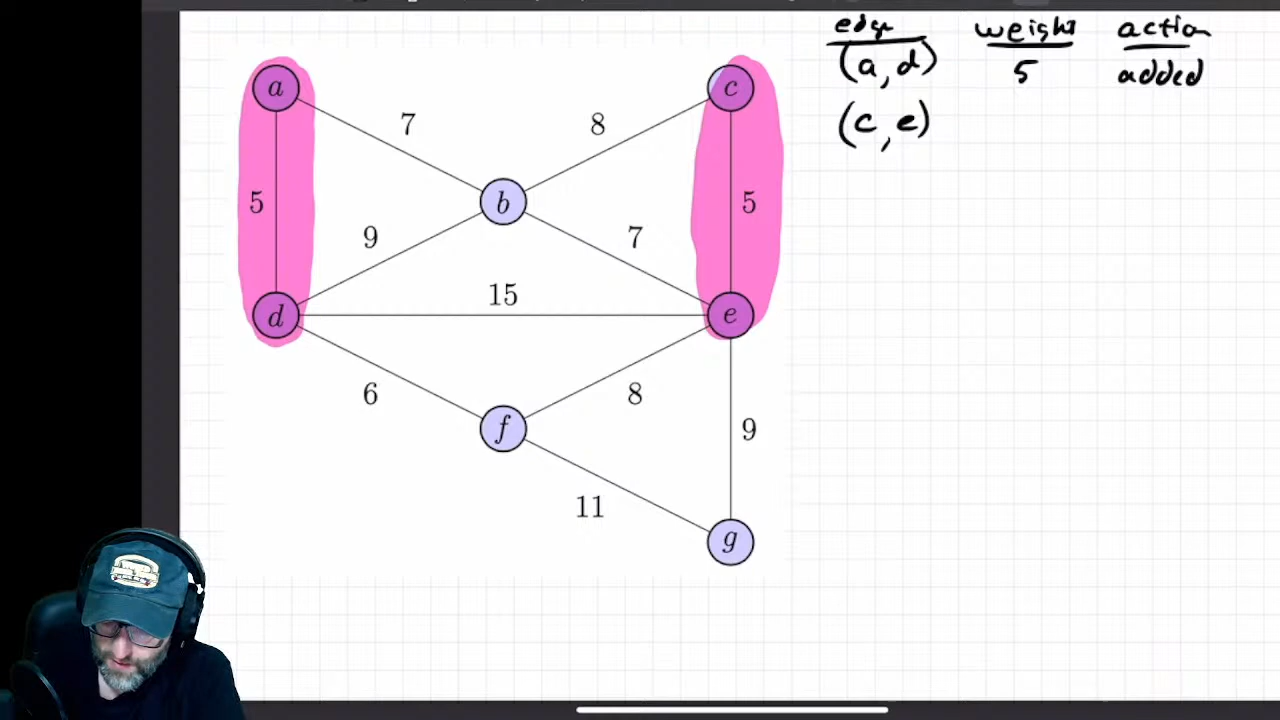 edge weight action
(a, d) 5 added
(c, e)
a
c
7
8
5
b
5
9
7
15
d
e
6
8
f
9
11
g